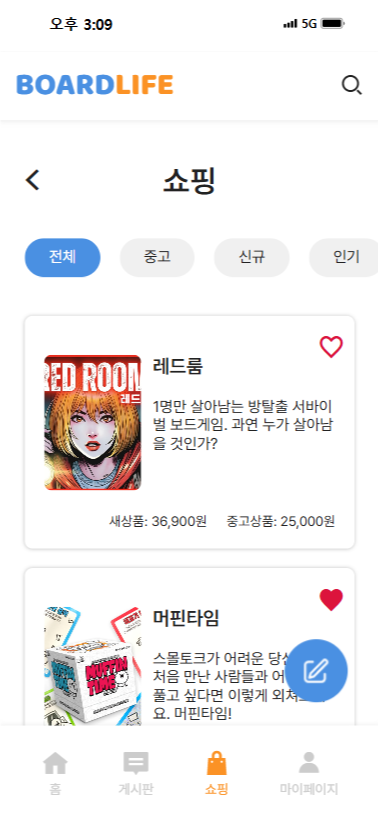 오후 3:09
5G
BOARDLIFE
쇼핑
전체 중고 신규 인기
RED ROOM
레드
레드룸
1명만 살아남는 방탈출 서바이
벌 보드게임. 과연 누가 살아남
을 것인가?
새상품: 36,900원 중고상품: 25,000원
MUFFIN
TIME
머핀타임
스몰토크가 어려운 당신
처음 만난 사람들과 어
풀고 싶다면 이렇게 외쳐
요. 머핀타임!
홈 게시판 쇼핑 마이페이지